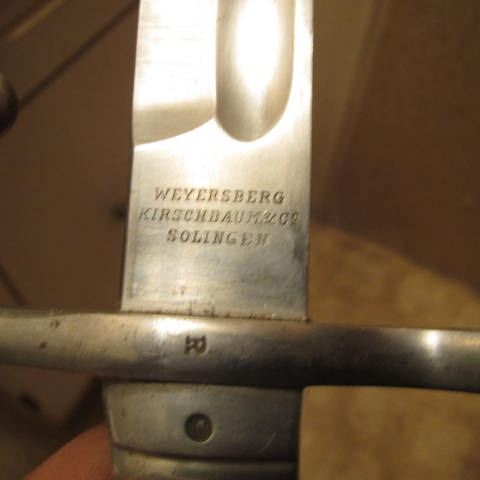 WEYERSBERG
KIRSCHBAUM & Cº
SOLINGEN
R